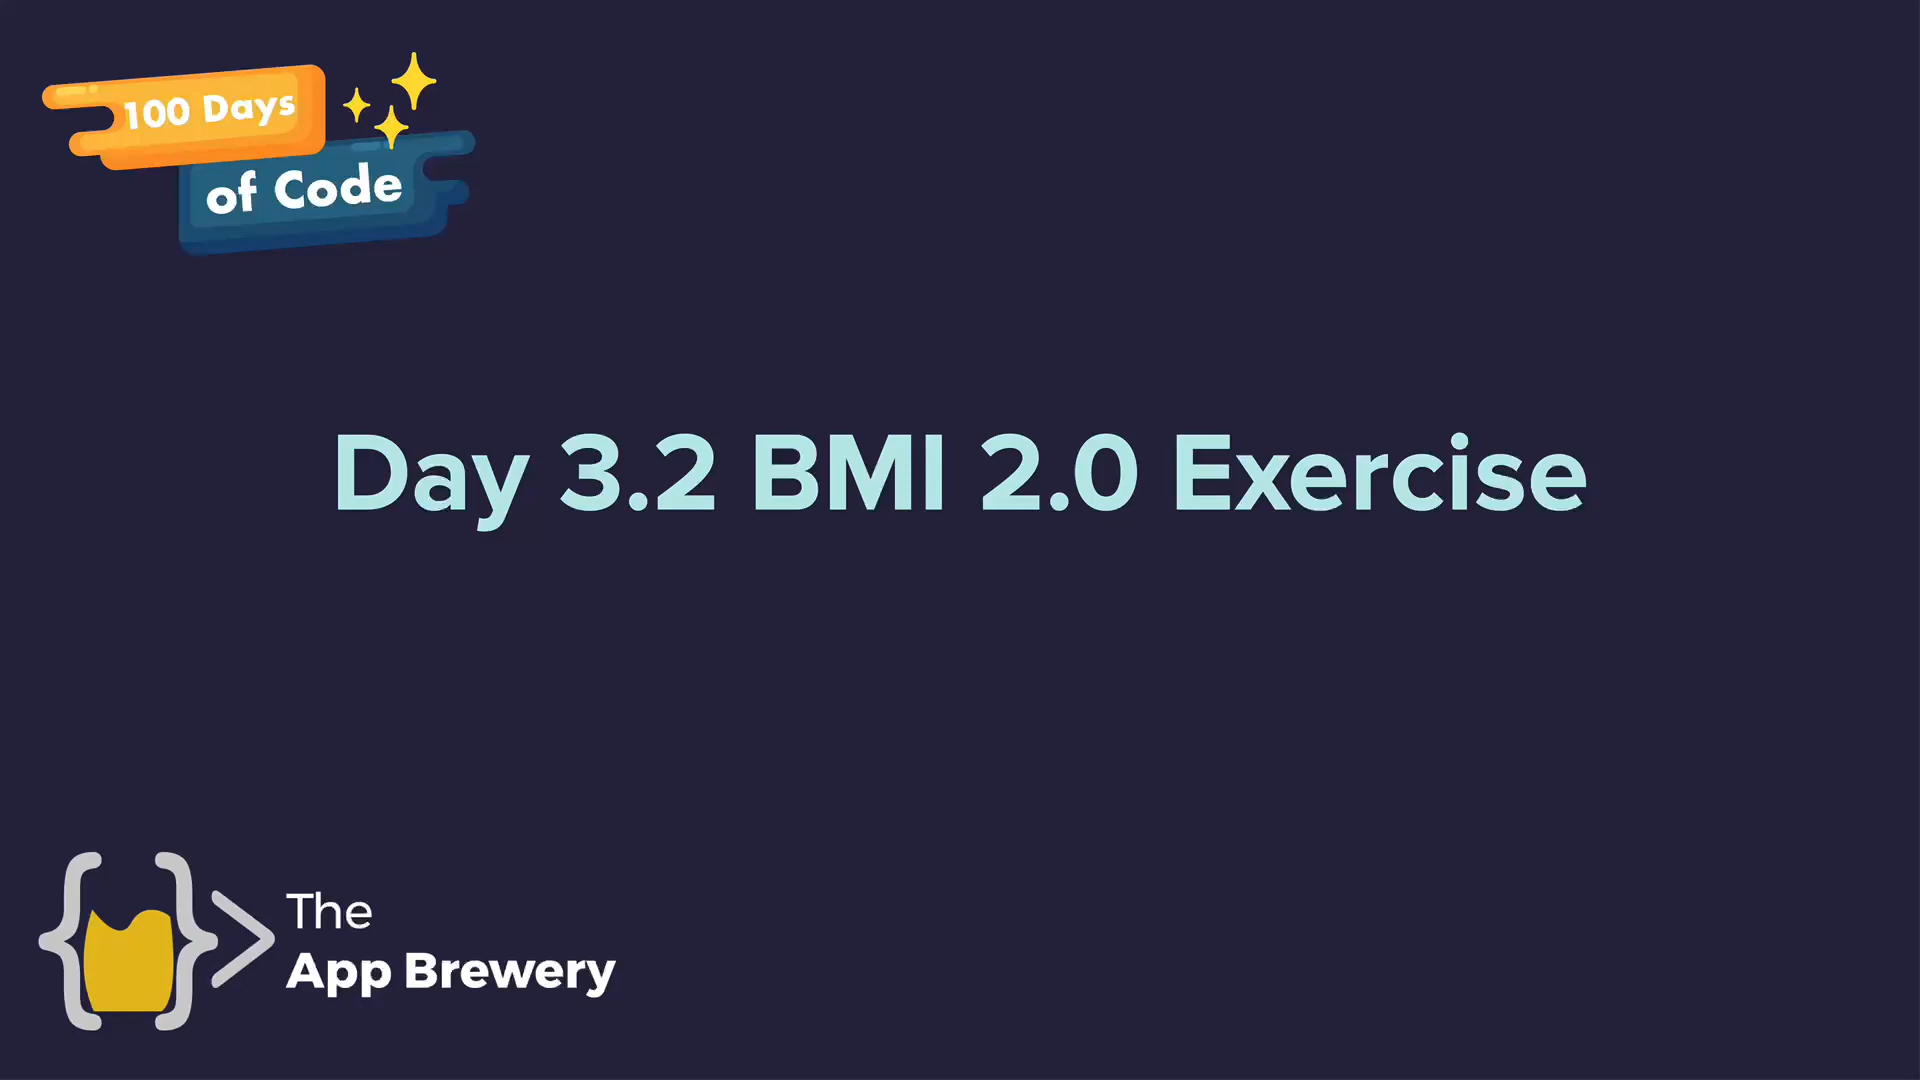 100 Days
of Code
Day 3.2 BMI 2.0 Exercise
The
App Brewery